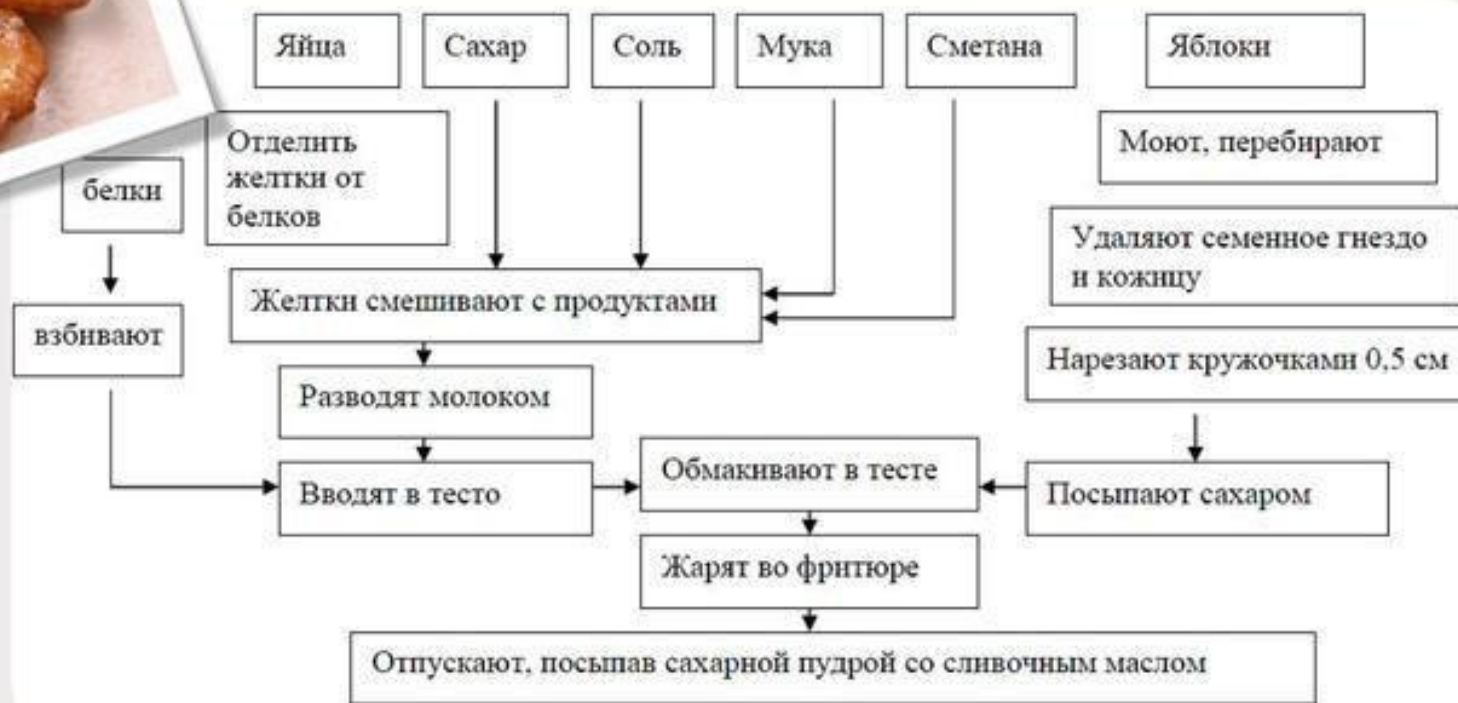 Яйца
Сахар
Соль
Мука
Сметана
Яблоки
Отделить
желтки от
белков
Моют, перебирают
белки
Удаляют семенное гнездо
и кожицу
Желтки смешивают с продуктами
взбивают
Нарезают кружочками 0,5 см
Разводят молоком
Обмакивают в тесте
Вводят в тесто
Посыпают сахаром
Жарят во фритюре
Отпускают, посыпав сахарной пудрой со сливочным маслом